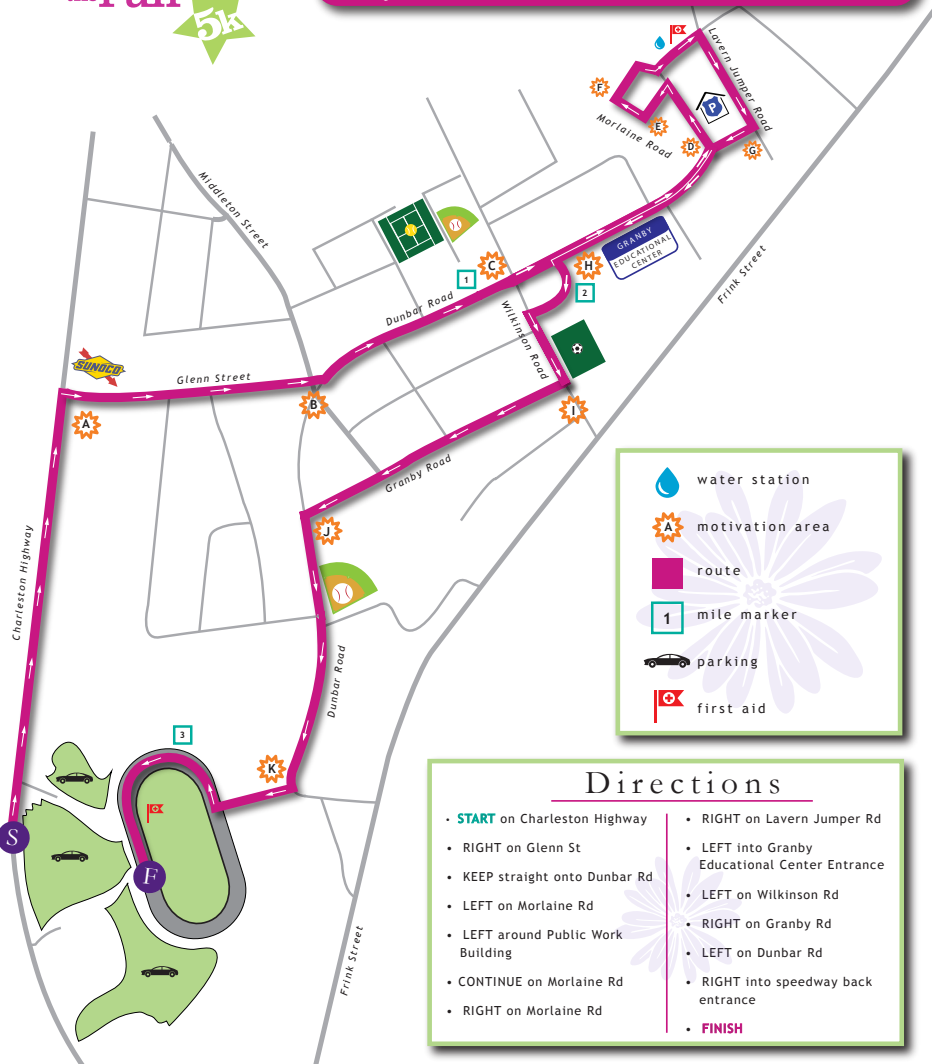 5k
Lavern Jumper Road
F
P
E
Morlaine Road
D
G
Middleton Street
GRANBY
EDUCATIONAL
CENTER
C
H
1
2
Frink Street
Dunbar Road
Wilkinson Road
SUNOCO
Glenn Street
A
B
I
Granby Road
J
Charleston Highway
Dunbar Road
3
K
S
F
Frink Street
water station
A motivation area
route
1 mile marker
parking
first aid
Directions
• START on Charleston Highway
• RIGHT on Glenn St
• KEEP straight onto Dunbar Rd
• LEFT on Morlaine Rd
• LEFT around Public Work
Building
• CONTINUE on Morlaine Rd
• RIGHT on Morlaine Rd
• RIGHT on Lavern Jumper Rd
• LEFT into Granby
Educational Center Entrance
• LEFT on Wilkinson Rd
• RIGHT on Granby Rd
• LEFT on Dunbar Rd
• RIGHT into speedway back
entrance
• FINISH